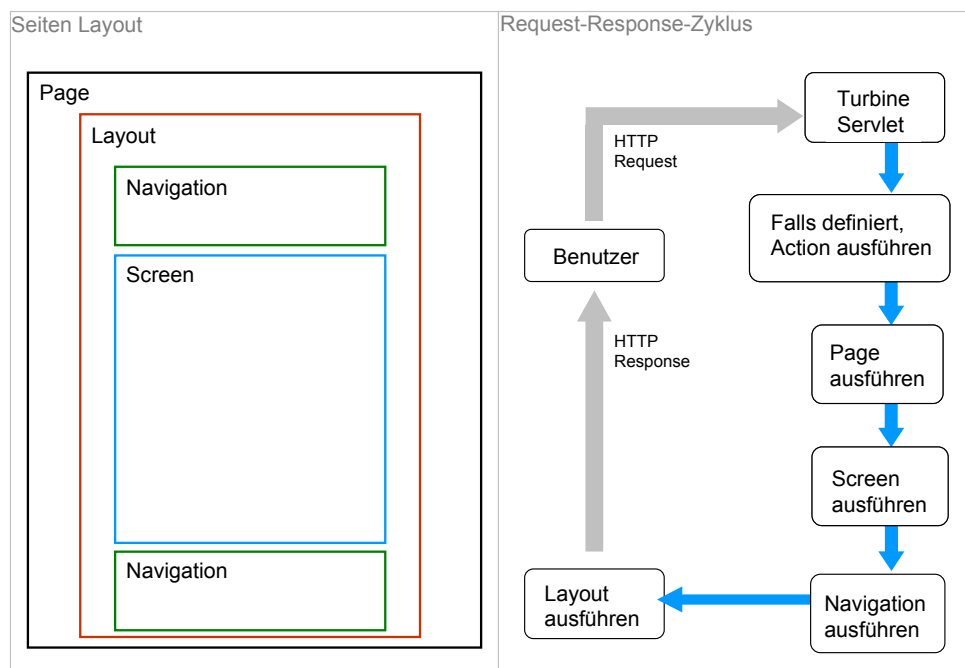 Seiten Layout
Page
Layout
Navigation
Screen
Navigation
Request-Response-Zyklus
Turbine
Servlet
HTTP
Request
Falls definiert,
Action ausführen
Benutzer
HTTP
Response
Page
ausführen
Screen
ausführen
Navigation
ausführen
Layout
ausführen